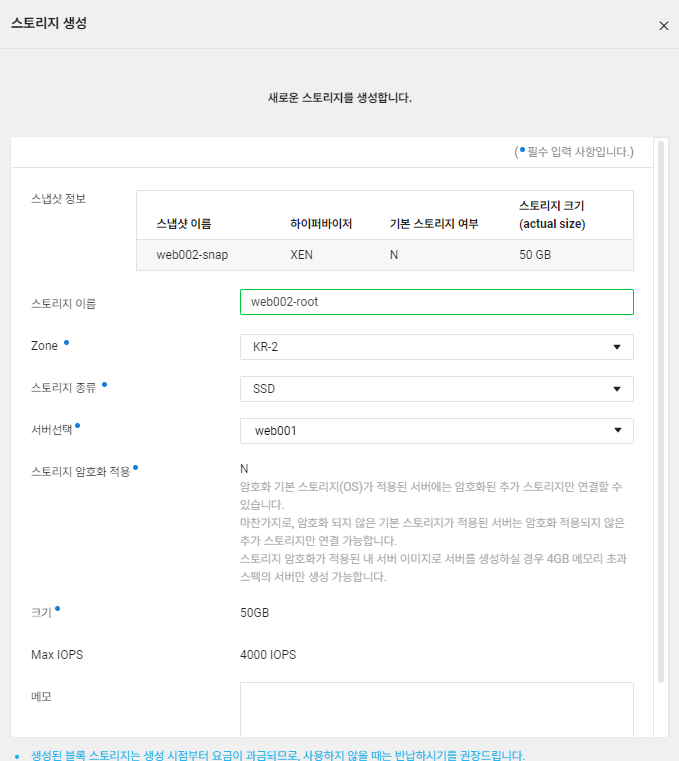 스토리지 생성
새로운 스토리지를 생성합니다.
(• 필수 입력 사항입니다.)
스냅샷 정보
스냅샷 이름 하이퍼바이저 기본 스토리지 여부 스토리지 크기
(actual size)
web002-snap XEN N 50 GB
스토리지 이름 web002-root
Zone • KR-2
스토리지 종류 • SSD
서버선택• web001
스토리지 암호화 적용• N
암호화 기본 스토리지(OS)가 적용된 서버에는 암호화된 추가 스토리지만 연결할 수
있습니다.
마찬가지로, 암호화 되지 않은 기본 스토리지가 적용된 서버는 암호화 적용되지 않은
추가 스토리지만 연결 가능합니다.
스토리지 암호화가 적용된 내 서버 이미지로 서버를 생성하실 경우 4GB 메모리 초과
스펙의 서버만 생성 가능합니다.
크기 • 50GB
Max IOPS 4000 IOPS
메모
• 생성된 블록 스토리지는 생성 시점부터 요금이 과금되므로, 사용하지 않을 때는 반납하시기를 권장드립니다.